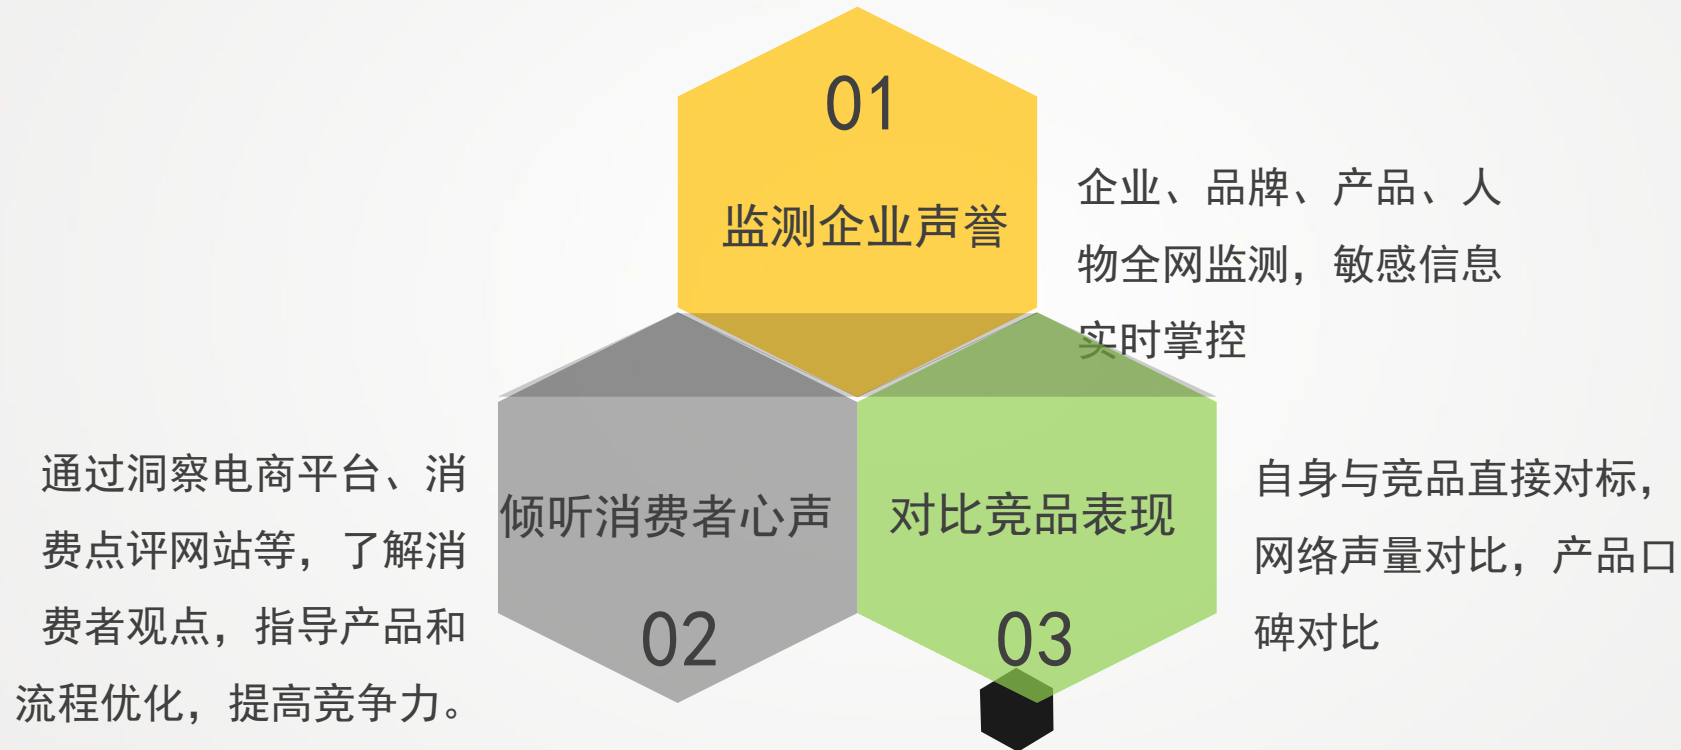 01
监测企业声誉
企业、品牌、产品、人
物全网监测，敏感信息
实时掌控
通过洞察电商平台、消
费点评网站等，了解消
费者观点，指导产品和
流程优化，提高竞争力。
倾听消费者心声
02
对比竞品表现
03
自身与竞品直接对标，
网络声量对比，产品口
碑对比